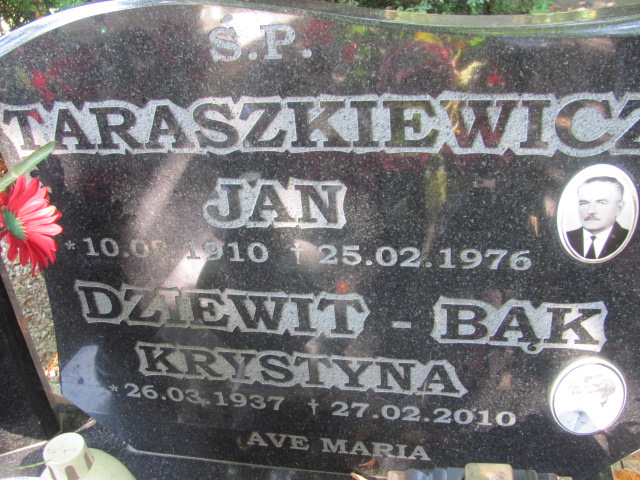 Ś.P.
TARASZKIEWICZ
JAN
1910 † 25.02.1976
DZIEWIT - BĄK
KRYSTYNA
* 26.03.1937 † 27.02.2010
AVE MARIA